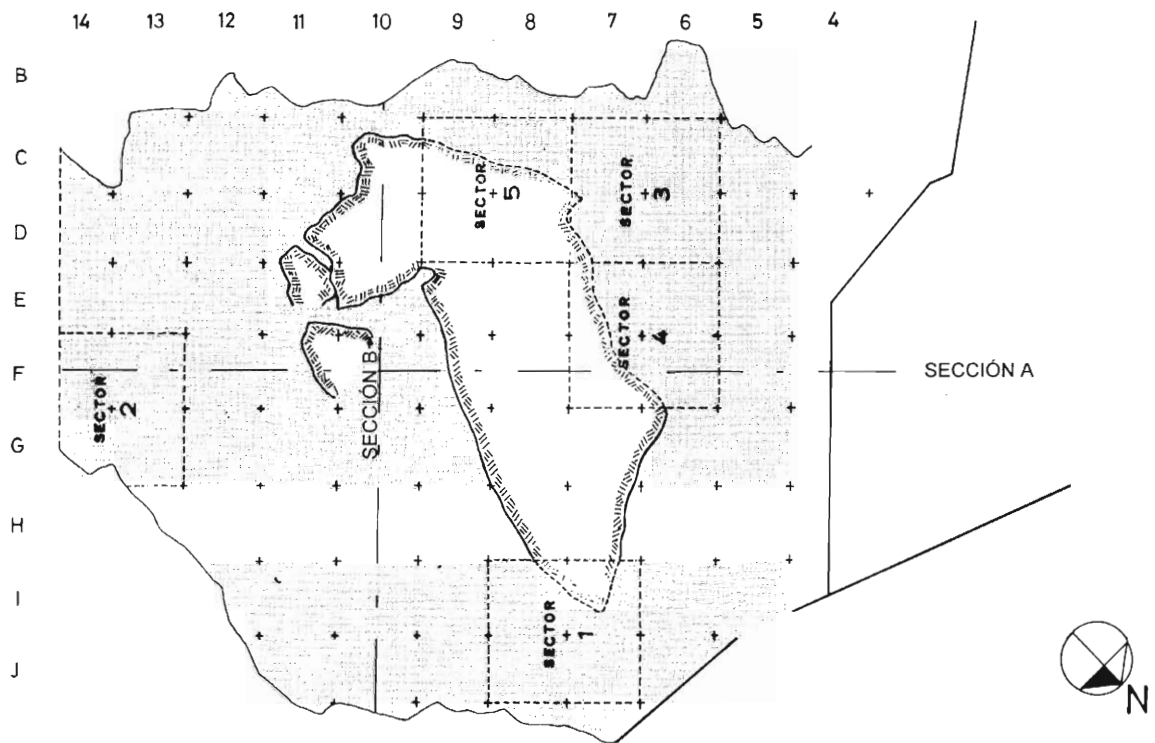 14 13 12 11 10 9 8 7 6 5 4
B
C
D
E
F
G
H
I
J
SECTOR 5
SECTOR 3
SECTOR 4
SECTOR 2
SECTOR 1
SECCIÓN B
SECCIÓN A
N